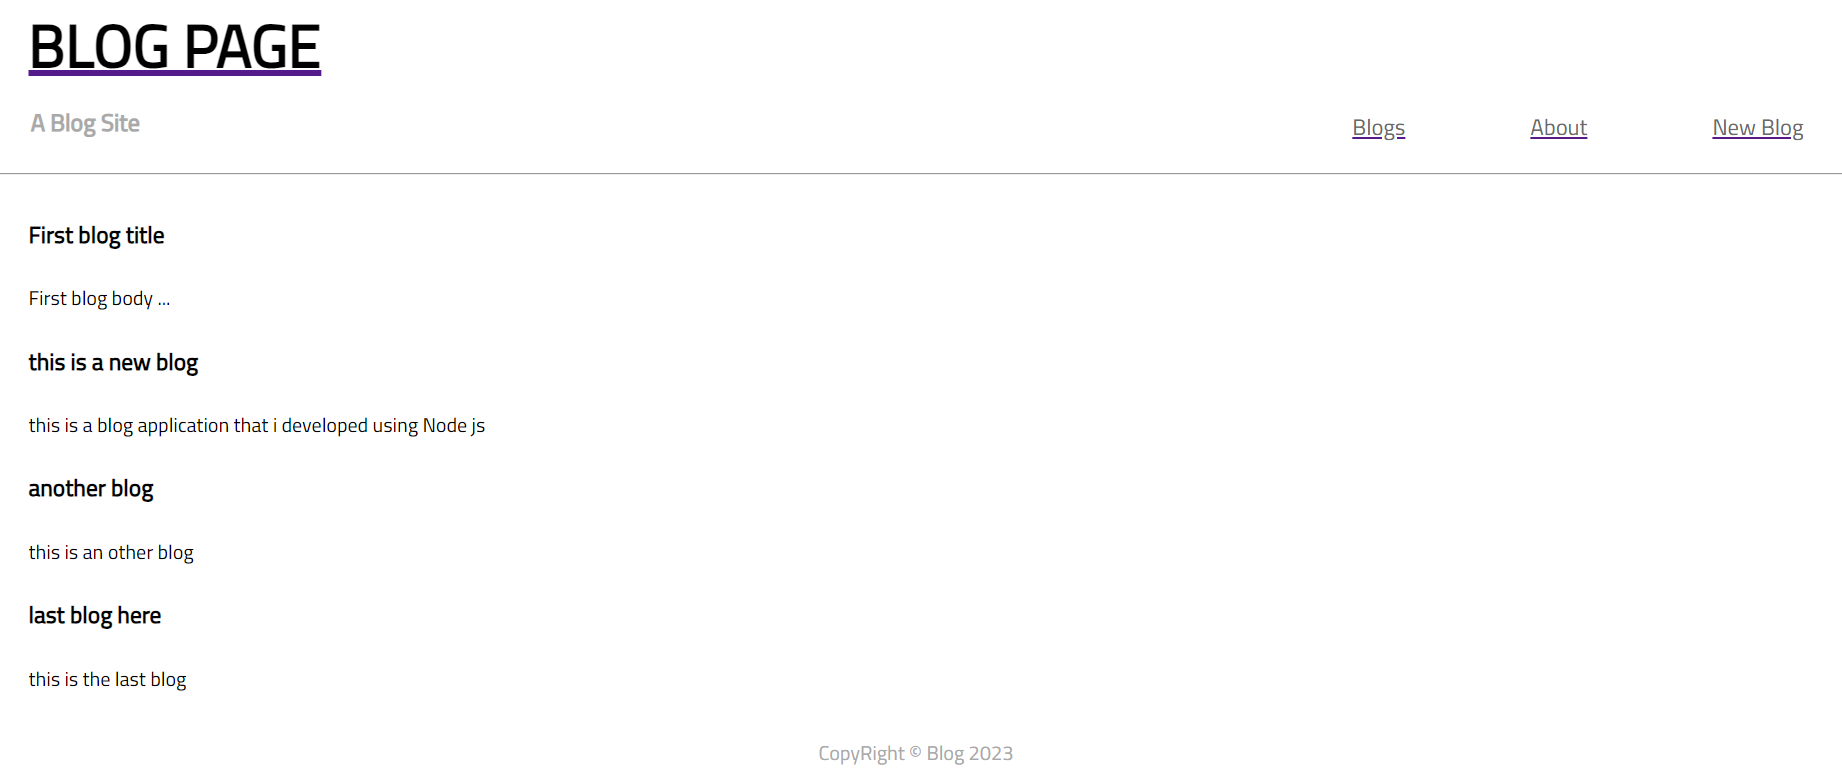 BLOG PAGE
A Blog Site
Blogs
About
New Blog
First blog title
First blog body ...
this is a new blog
this is a blog application that i developed using Node js
another blog
this is an other blog
last blog here
this is the last blog
CopyRight © Blog 2023